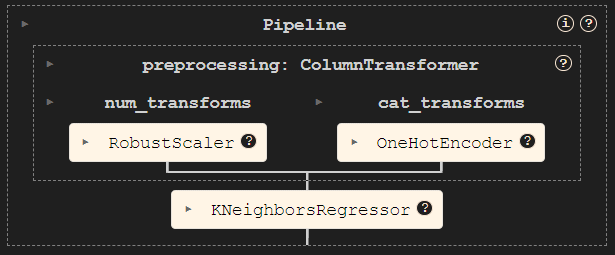 Pipeline i ?
preprocessing: ColumnTransformer ?
num_transforms cat_transforms
RobustScaler ? OneHotEncoder ?
KNeighborsRegressor ?